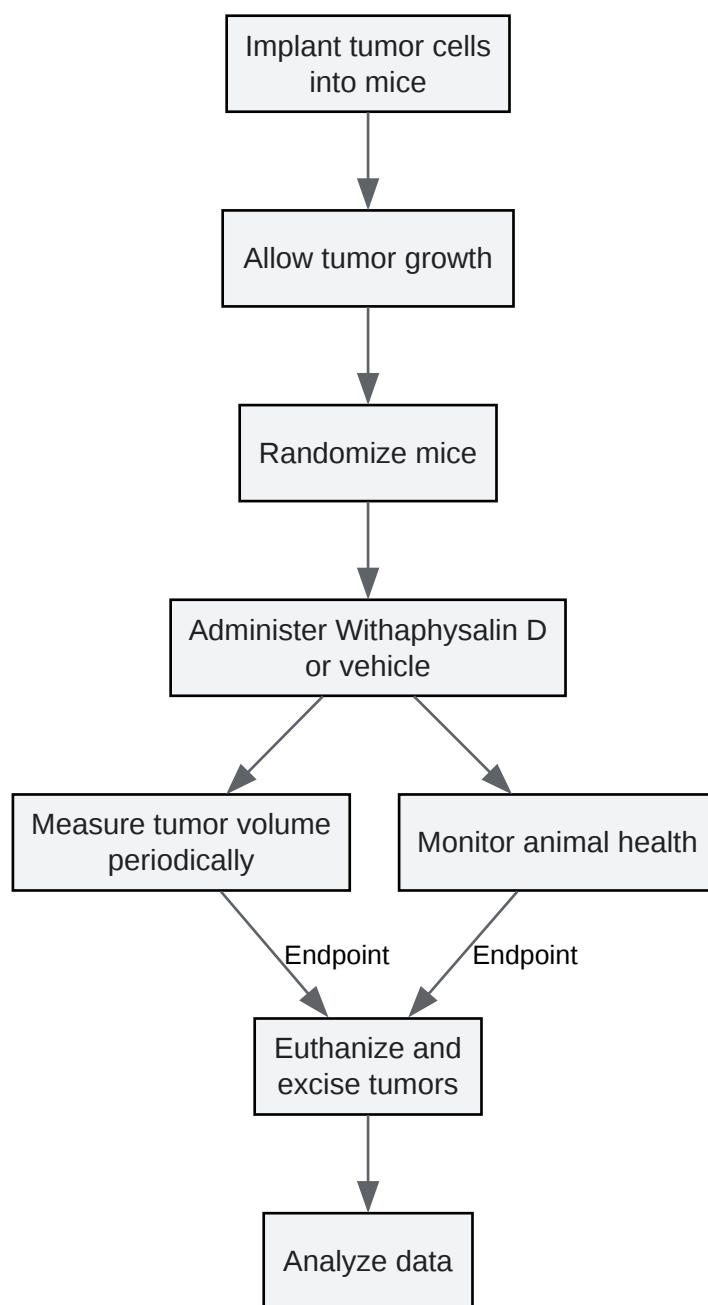 Implant tumor cells
into mice
Allow tumor growth
Randomize mice
Administer Withaphysalin D
or vehicle
Measure tumor volume
periodically
Monitor animal health
Endpoint
Endpoint
Euthanize and
excise tumors
Analyze data